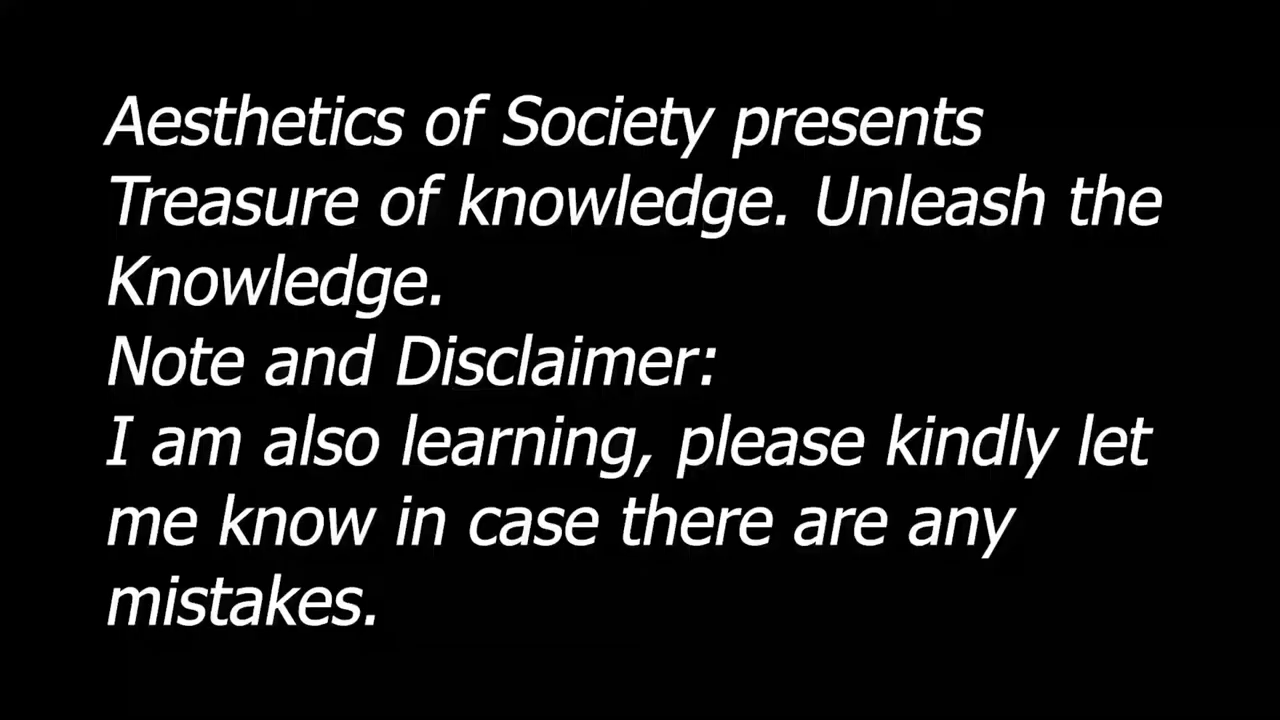 Aesthetics of Society presents
Treasure of knowledge. Unleash the
Knowledge.
Note and Disclaimer:
I am also learning, please kindly let
me know in case there are any
mistakes.